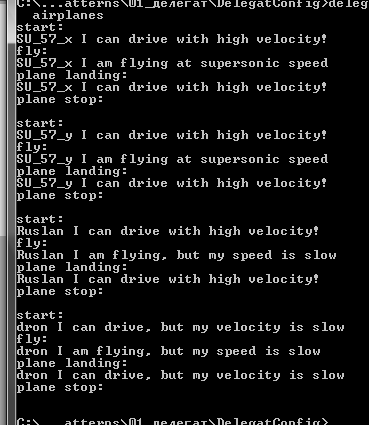 C:\...atterns\01_делегат\DelegatConfig>deleg
airplanes
start:
SU_57_x I can drive with high velocity!
fly:
SU_57_x I am flying at supersonic speed
plane landing:
SU_57_x I can drive with high velocity!
plane stop:
start:
SU_57_y I can drive with high velocity!
fly:
SU_57_y I am flying at supersonic speed
plane landing:
SU_57_y I can drive with high velocity!
plane stop:
start:
Ruslan I can drive with high velocity!
fly:
Ruslan I am flying, but my speed is slow
plane landing:
Ruslan I can drive with high velocity!
plane stop:
start:
dron I can drive, but my velocity is slow
fly:
dron I am flying, but my speed is slow
plane landing:
dron I can drive, but my velocity is slow
plane stop:
C:\...atterns\01_делегат\DelegatConfig>